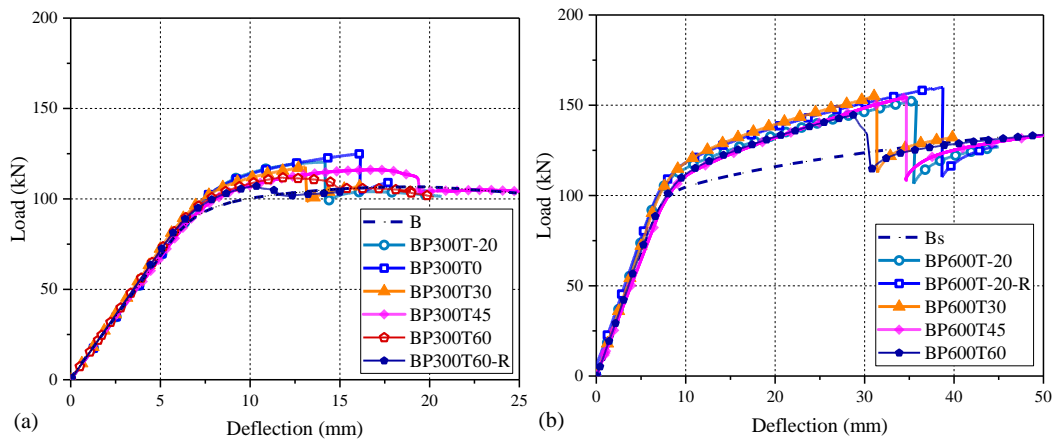 200
150
100
50
0
Load (kN)
0
5
10
15
20
25
Deflection (mm)
(a)
B
BP300T-20
BP300T0
BP300T30
BP300T45
BP300T60
BP300T60-R
200
150
100
50
0
Load (kN)
0
10
20
30
40
50
Deflection (mm)
(b)
Bs
BP600T-20
BP600T-20-R
BP600T30
BP600T45
BP600T60